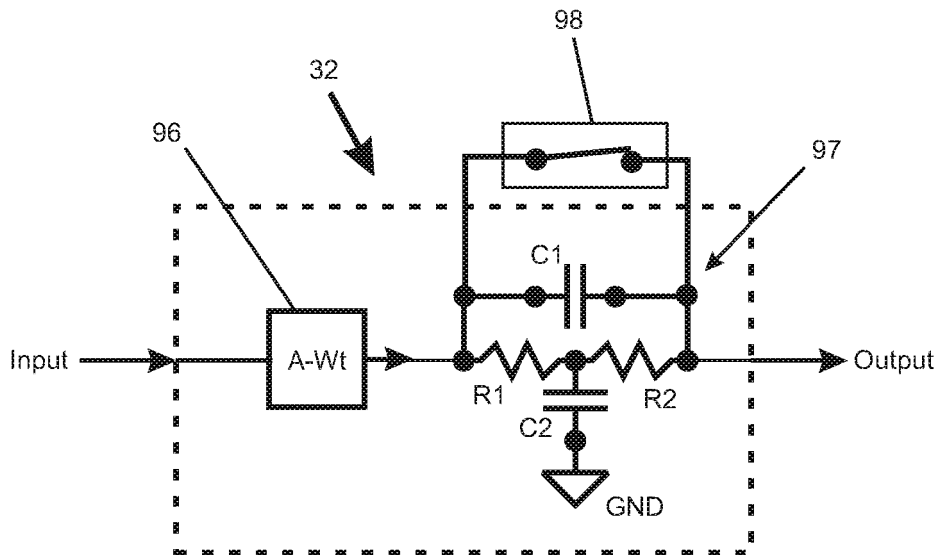 98
32
96
97
C1
Input
A-Wt
Output
R1
R2
C2
GND